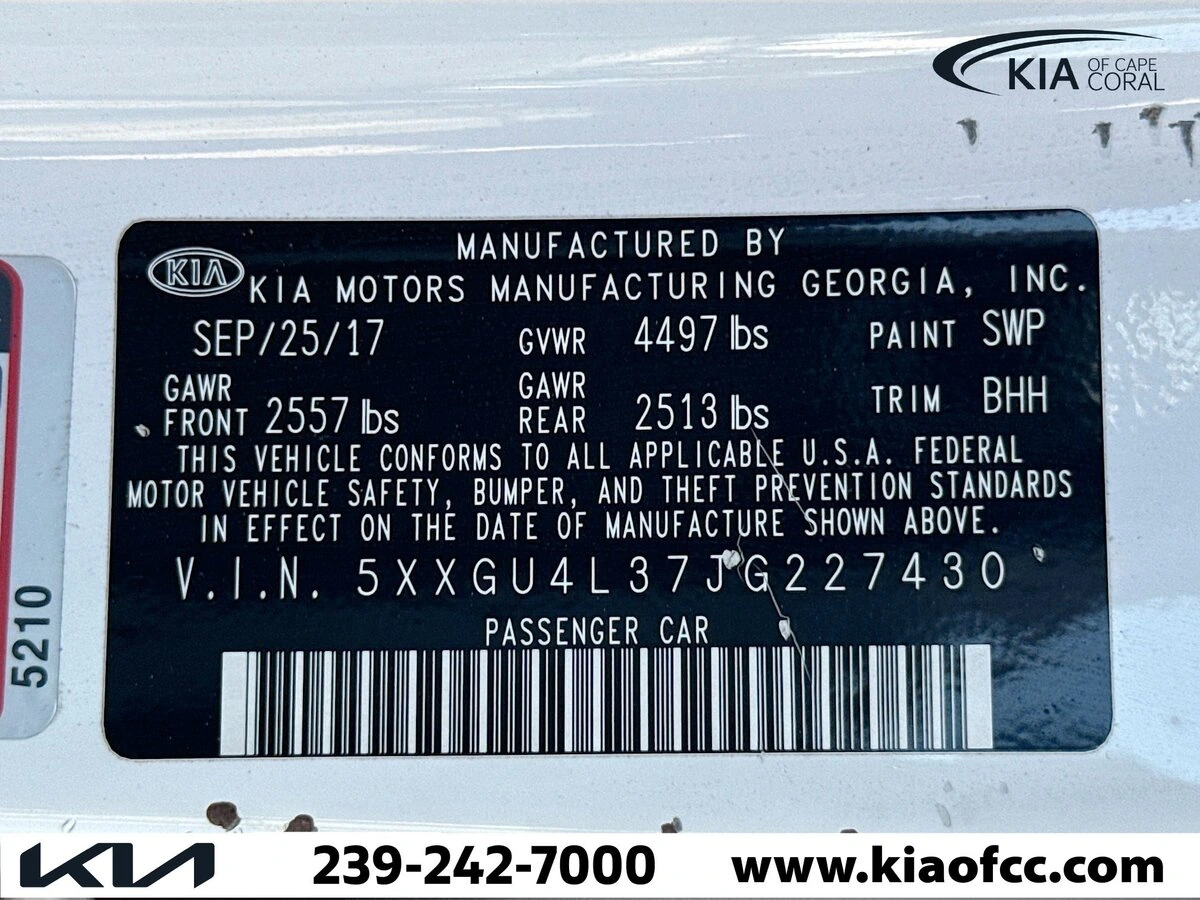 KIA OF CAPE CORAL
MANUFACTURED BY
KIA KIA MOTORS MANUFACTURING GEORGIA, INC.
SEP/25/17 GVWR 4497 lbs PAINT SWP
GAWR FRONT 2557 lbs GAWR REAR 2513 lbs TRIM BHH
THIS VEHICLE CONFORMS TO ALL APPLICABLE U.S.A. FEDERAL
MOTOR VEHICLE SAFETY, BUMPER, AND THEFT PREVENTION STANDARDS
IN EFFECT ON THE DATE OF MANUFACTURE SHOWN ABOVE.
V.I.N. 5XXGU4L37JG227430
PASSENGER CAR
5210
KIA 239-242-7000 www.kiaofcc.com